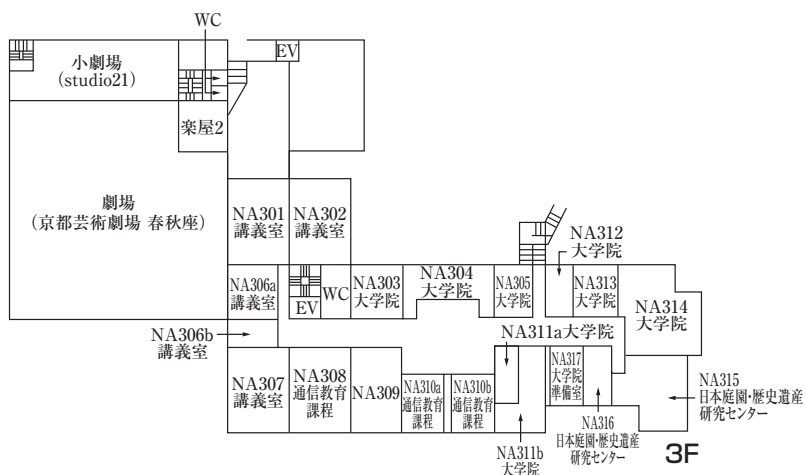 WC
EV
小劇場
(studio21)
楽屋2
劇場
(京都芸術劇場 春秋座)
NA301
講義室
NA302
講義室
NA312
大学院
NA306a
講義室
EV
WC
NA303
大学院
NA304
大学院
NA305
大学院
NA313
大学院
NA314
大学院
NA306b
講義室
NA311a大学院
NA307
講義室
NA308
通信教育
課程
NA309
NA310a
通信教育
課程
NA310b
通信教育
課程
NA317
大学院
準備室
NA315
日本庭園・歴史遺産
研究センター
NA316
日本庭園・歴史遺産
研究センター
NA311b
大学院
3F